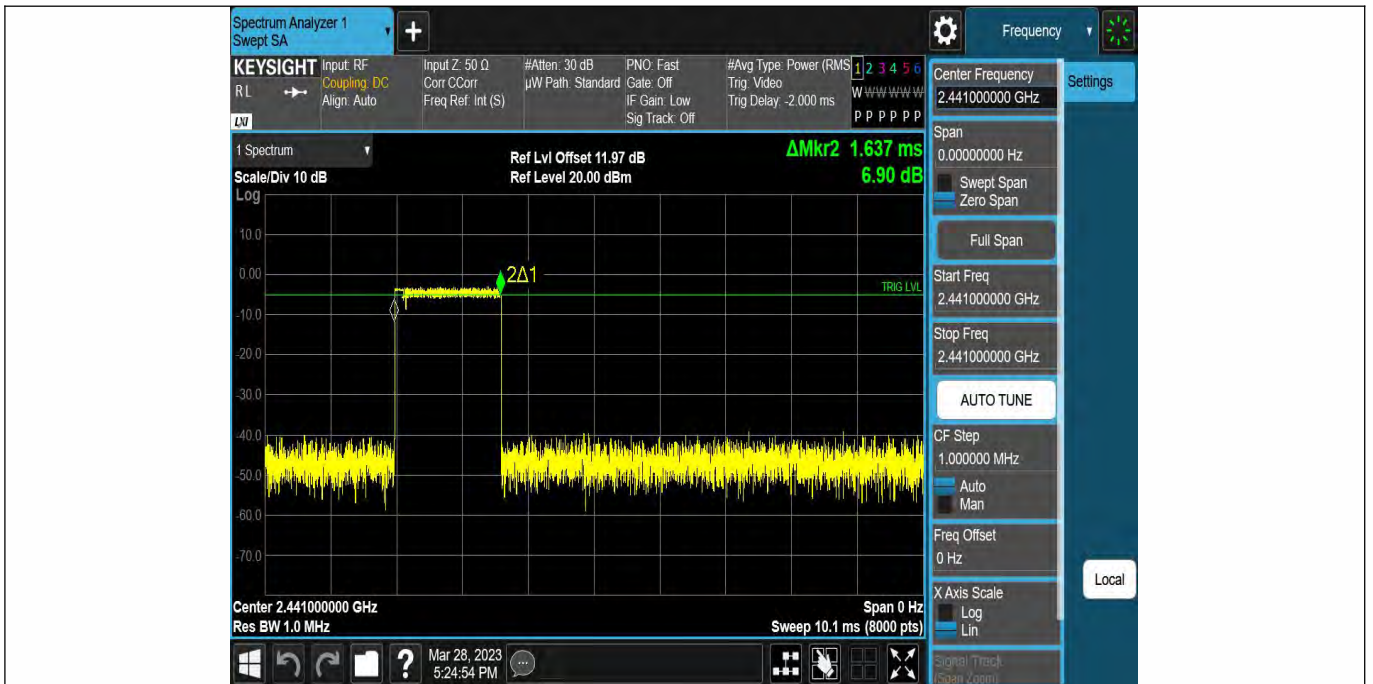 Spectrum Analyzer 1
Swept SA
+
Frequency
KEYSIGHT
RL
LXI
Input: RF
Coupling: DC
Align: Auto
Input Z: 50 Ω
Corr CCorr
Freq Ref: Int (S)
#Atten: 30 dB
µW Path: Standard
PNO: Fast
Gate: Off
IF Gain: Low
Sig Track: Off
#Avg Type: Power (RMS
Trig: Video
Trig Delay: -2.000 ms
1 2 3 4 5 6
W W W W W W
P P P P P P
1 Spectrum
Scale/Div 10 dB
Ref Lvl Offset 11.97 dB
Ref Level 20.00 dBm
ΔMkr2 1.637 ms
6.90 dB
Log
10.0
0.00
-10.0
-20.0
-30.0
-40.0
-50.0
-60.0
-70.0
2Δ1
TRIG LVL
Center 2.441000000 GHz
Res BW 1.0 MHz
Span 0 Hz
Sweep 10.1 ms (8000 pts)
Center Frequency
2.441000000 GHz
Settings
Span
0.00000000 Hz
Swept Span
Zero Span
Full Span
Start Freq
2.441000000 GHz
Stop Freq
2.441000000 GHz
AUTO TUNE
CF Step
1.000000 MHz
Auto
Man
Freq Offset
0 Hz
X Axis Scale
Log
Lin
Local
Signal Track
(Span Zoom)
?
Mar 28, 2023
5:24:54 PM